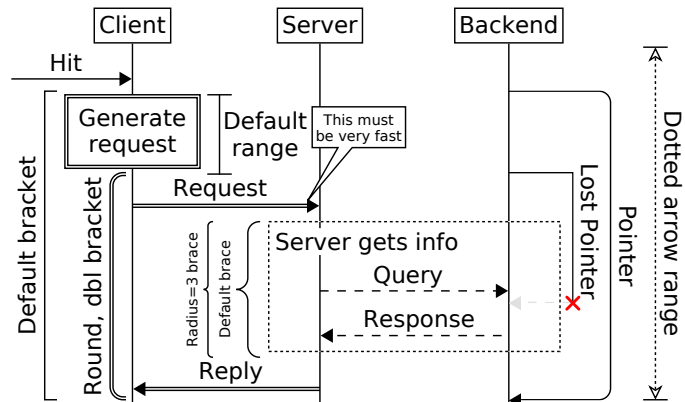 Client
Server
Backend
Hit
Generate
request
Default
range
This must
be very fast
Request
Server gets info
Query
Response
Reply
Default bracket
Round, dbl bracket
Radius=3 brace
Default brace
Lost Pointer
Pointer
Dotted arrow range